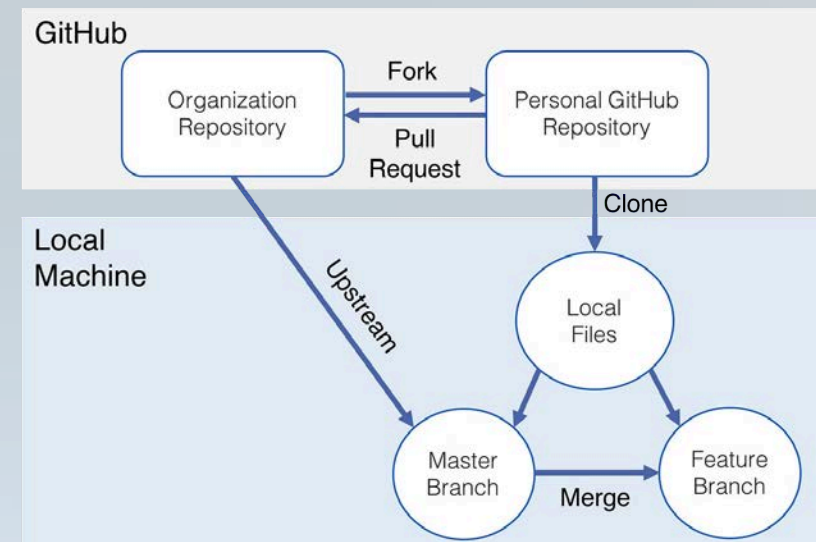 GitHub
Organization
Repository
Fork
Pull
Request
Personal GitHub
Repository
Clone
Local
Machine
Upstream
Local
Files
Master
Branch
Merge
Feature
Branch